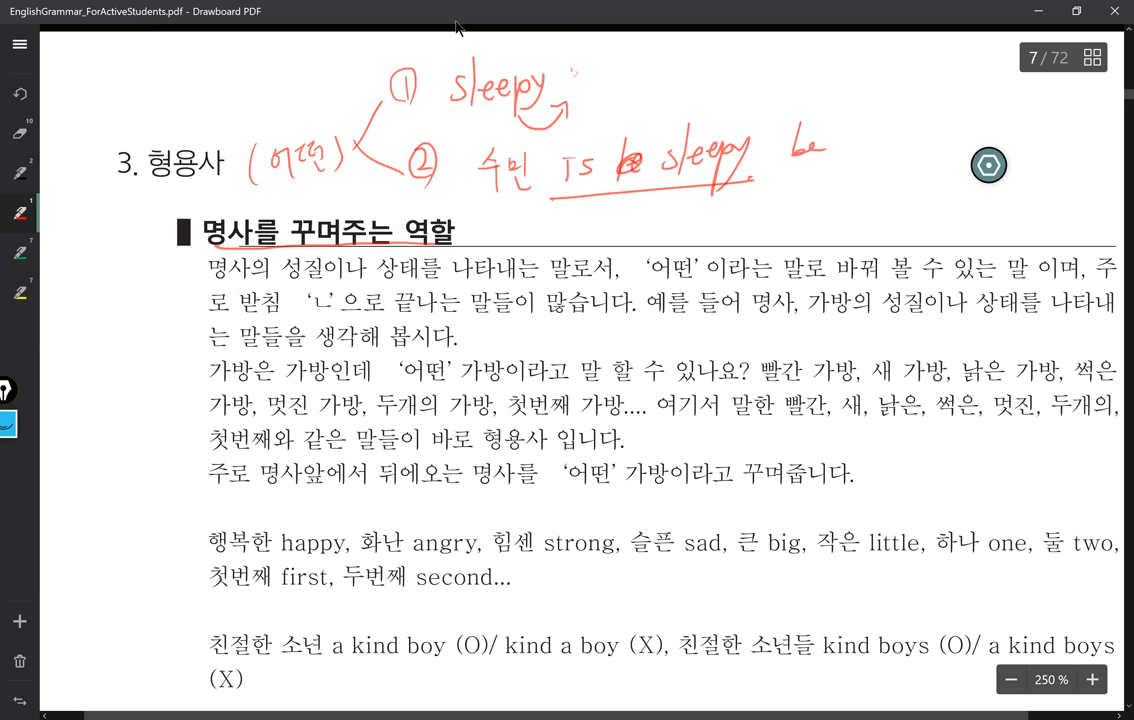 EnglishGrammar_ForActiveStudents.pdf - Drawboard PDF
7 / 72
① sleepy
3. 형용사 (어떤)
② 수민 is sleepy be
명사를 꾸며주는 역할
명사의 성질이나 상태를 나타내는 말로서, ‘어떤’이라는 말로 바꿔 볼 수 있는 말 이며, 주
로 받침 ‘ㄴ’으로 끝나는 말들이 많습니다. 예를 들어 명사, 가방의 성질이나 상태를 나타내
는 말들을 생각해 봅시다.
가방은 가방인데 ‘어떤’ 가방이라고 말 할 수 있나요? 빨간 가방, 새 가방, 낡은 가방, 썩은
가방, 멋진 가방, 두개의 가방, 첫번째 가방.... 여기서 말한 빨간, 새, 낡은, 썩은, 멋진, 두개의,
첫번째와 같은 말들이 바로 형용사 입니다.
주로 명사앞에서 뒤에오는 명사를 ‘어떤’ 가방이라고 꾸며줍니다.
행복한 happy, 화난 angry, 힘센 strong, 슬픈 sad, 큰 big, 작은 little, 하나 one, 둘 two,
첫번째 first, 두번째 second...
친절한 소년 a kind boy (O)/ kind a boy (X), 친절한 소년들 kind boys (O)/ a kind boys
(X)
250 %
10
2
1
7
7